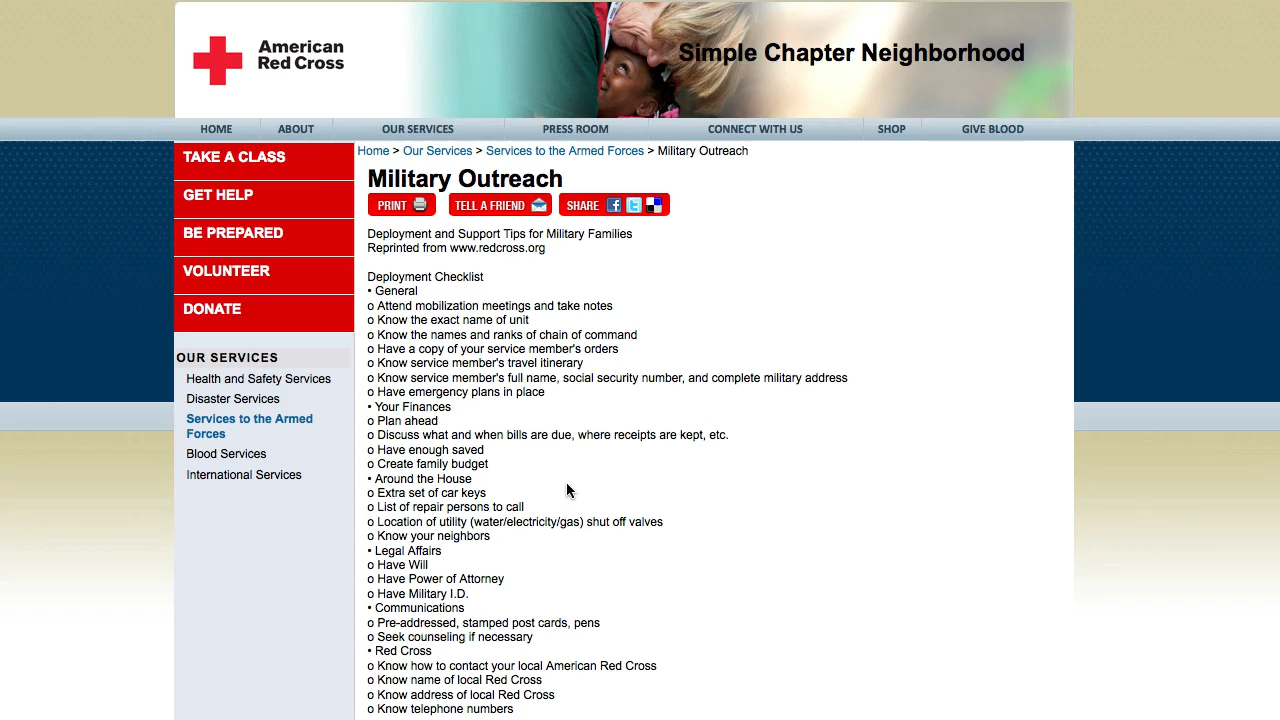 American
Red Cross
Simple Chapter Neighborhood
HOME ABOUT OUR SERVICES PRESS ROOM CONNECT WITH US SHOP GIVE BLOOD
TAKE A CLASS
GET HELP
BE PREPARED
VOLUNTEER
DONATE
OUR SERVICES
Health and Safety Services
Disaster Services
Services to the Armed
Forces
Blood Services
International Services
Home > Our Services > Services to the Armed Forces > Military Outreach
Military Outreach
PRINT TELL A FRIEND SHARE
Deployment and Support Tips for Military Families
Reprinted from www.redcross.org
Deployment Checklist
• General
o Attend mobilization meetings and take notes
o Know the exact name of unit
o Know the names and ranks of chain of command
o Have a copy of your service member's orders
o Know service member's travel itinerary
o Know service member's full name, social security number, and complete military address
o Have emergency plans in place
• Your Finances
o Plan ahead
o Discuss what and when bills are due, where receipts are kept, etc.
o Have enough saved
o Create family budget
• Around the House
o Extra set of car keys
o List of repair persons to call
o Location of utility (water/electricity/gas) shut off valves
o Know your neighbors
• Legal Affairs
o Have Will
o Have Power of Attorney
o Have Military I.D.
• Communications
o Pre-addressed, stamped post cards, pens
o Seek counseling if necessary
• Red Cross
o Know how to contact your local American Red Cross
o Know name of local Red Cross
o Know address of local Red Cross
o Know telephone numbers